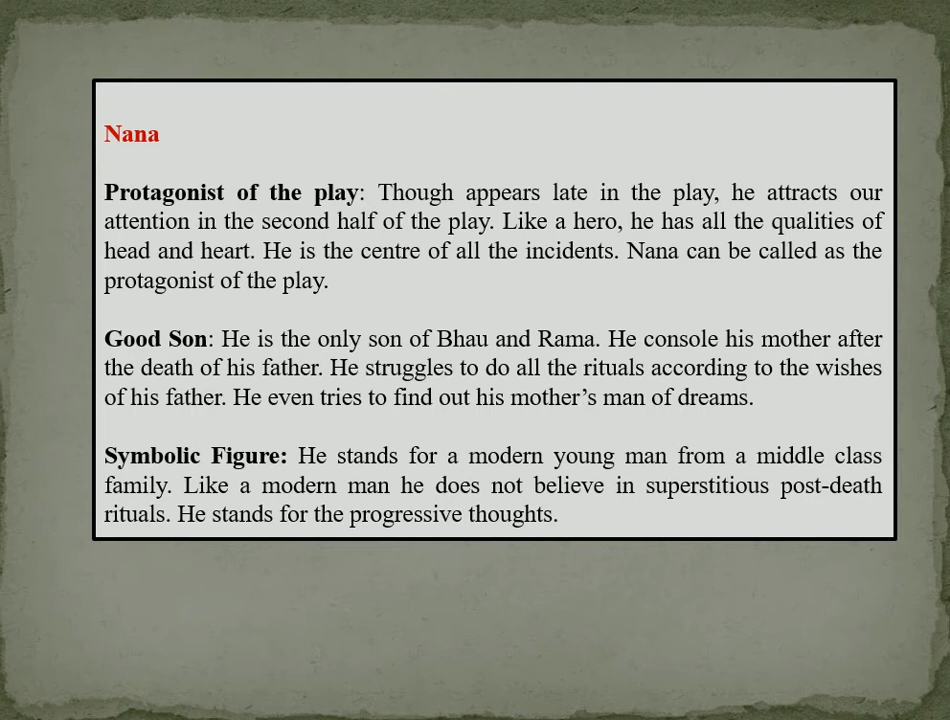 Nana
Protagonist of the play: Though appears late in the play, he attracts our
attention in the second half of the play. Like a hero, he has all the qualities of
head and heart. He is the centre of all the incidents. Nana can be called as the
protagonist of the play.
Good Son: He is the only son of Bhau and Rama. He console his mother after
the death of his father. He struggles to do all the rituals according to the wishes
of his father. He even tries to find out his mother’s man of dreams.
Symbolic Figure: He stands for a modern young man from a middle class
family. Like a modern man he does not believe in superstitious post-death
rituals. He stands for the progressive thoughts.